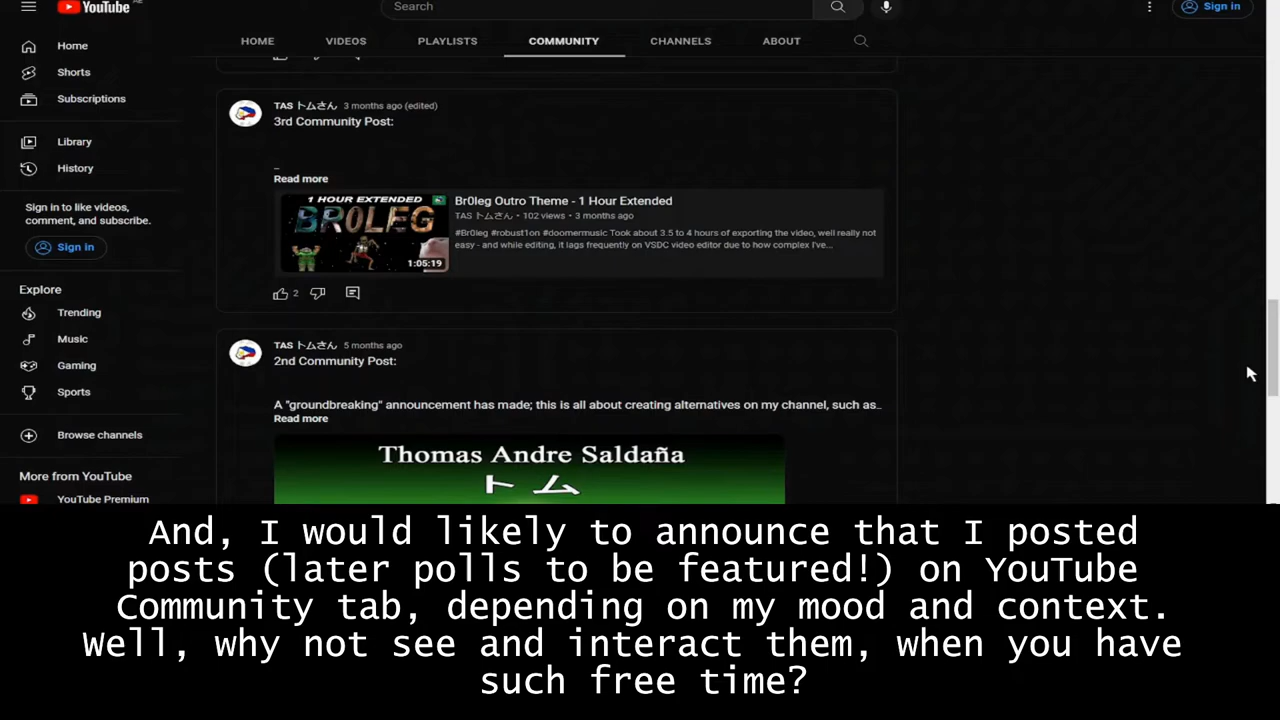 YouTube
Search
Sign in
HOME
VIDEOS
PLAYLISTS
COMMUNITY
CHANNELS
ABOUT
Home
Shorts
Subscriptions
Library
History
Sign in to like videos,
comment, and subscribe.
Sign in
Explore
Trending
Music
Gaming
Sports
Browse channels
More from YouTube
YouTube Premium
TAS トムさん 3 months ago (edited)
3rd Community Post:
Read more
1 HOUR EXTENDED
BR0LEG
1:05:19
Br0leg Outro Theme - 1 Hour Extended
TAS トムさん • 102 views • 3 months ago
#Br0leg #robust1on #doomermusic Took about 3.5 to 4 hours of exporting the video, well really not
easy - and while editing, it lags frequently on VSDC video editor due to how complex I've...
2
TAS トムさん 5 months ago
2nd Community Post:
A "groundbreaking" announcement has made; this is all about creating alternatives on my channel, such as…
Read more
Thomas Andre Saldaña
トム
And, I would likely to announce that I posted
posts (later polls to be featured!) on YouTube
Community tab, depending on my mood and context.
Well, why not see and interact them, when you have
such free time?